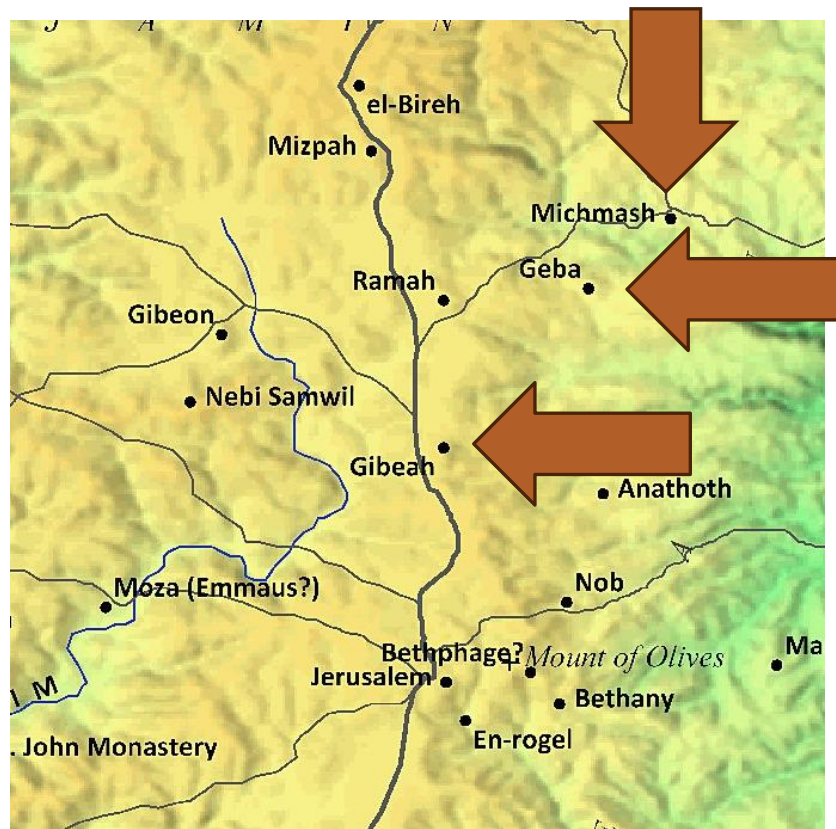 J A M I N
el-Bireh
Mizpah
Michmash
Geba
Ramah
Gibeon
Nebi Samwil
Gibeah
Anathoth
Moza (Emmaus?)
Nob
Bethphage?
Mount of Olives
Ma
Jerusalem
I M
Bethany
En-rogel
. John Monastery